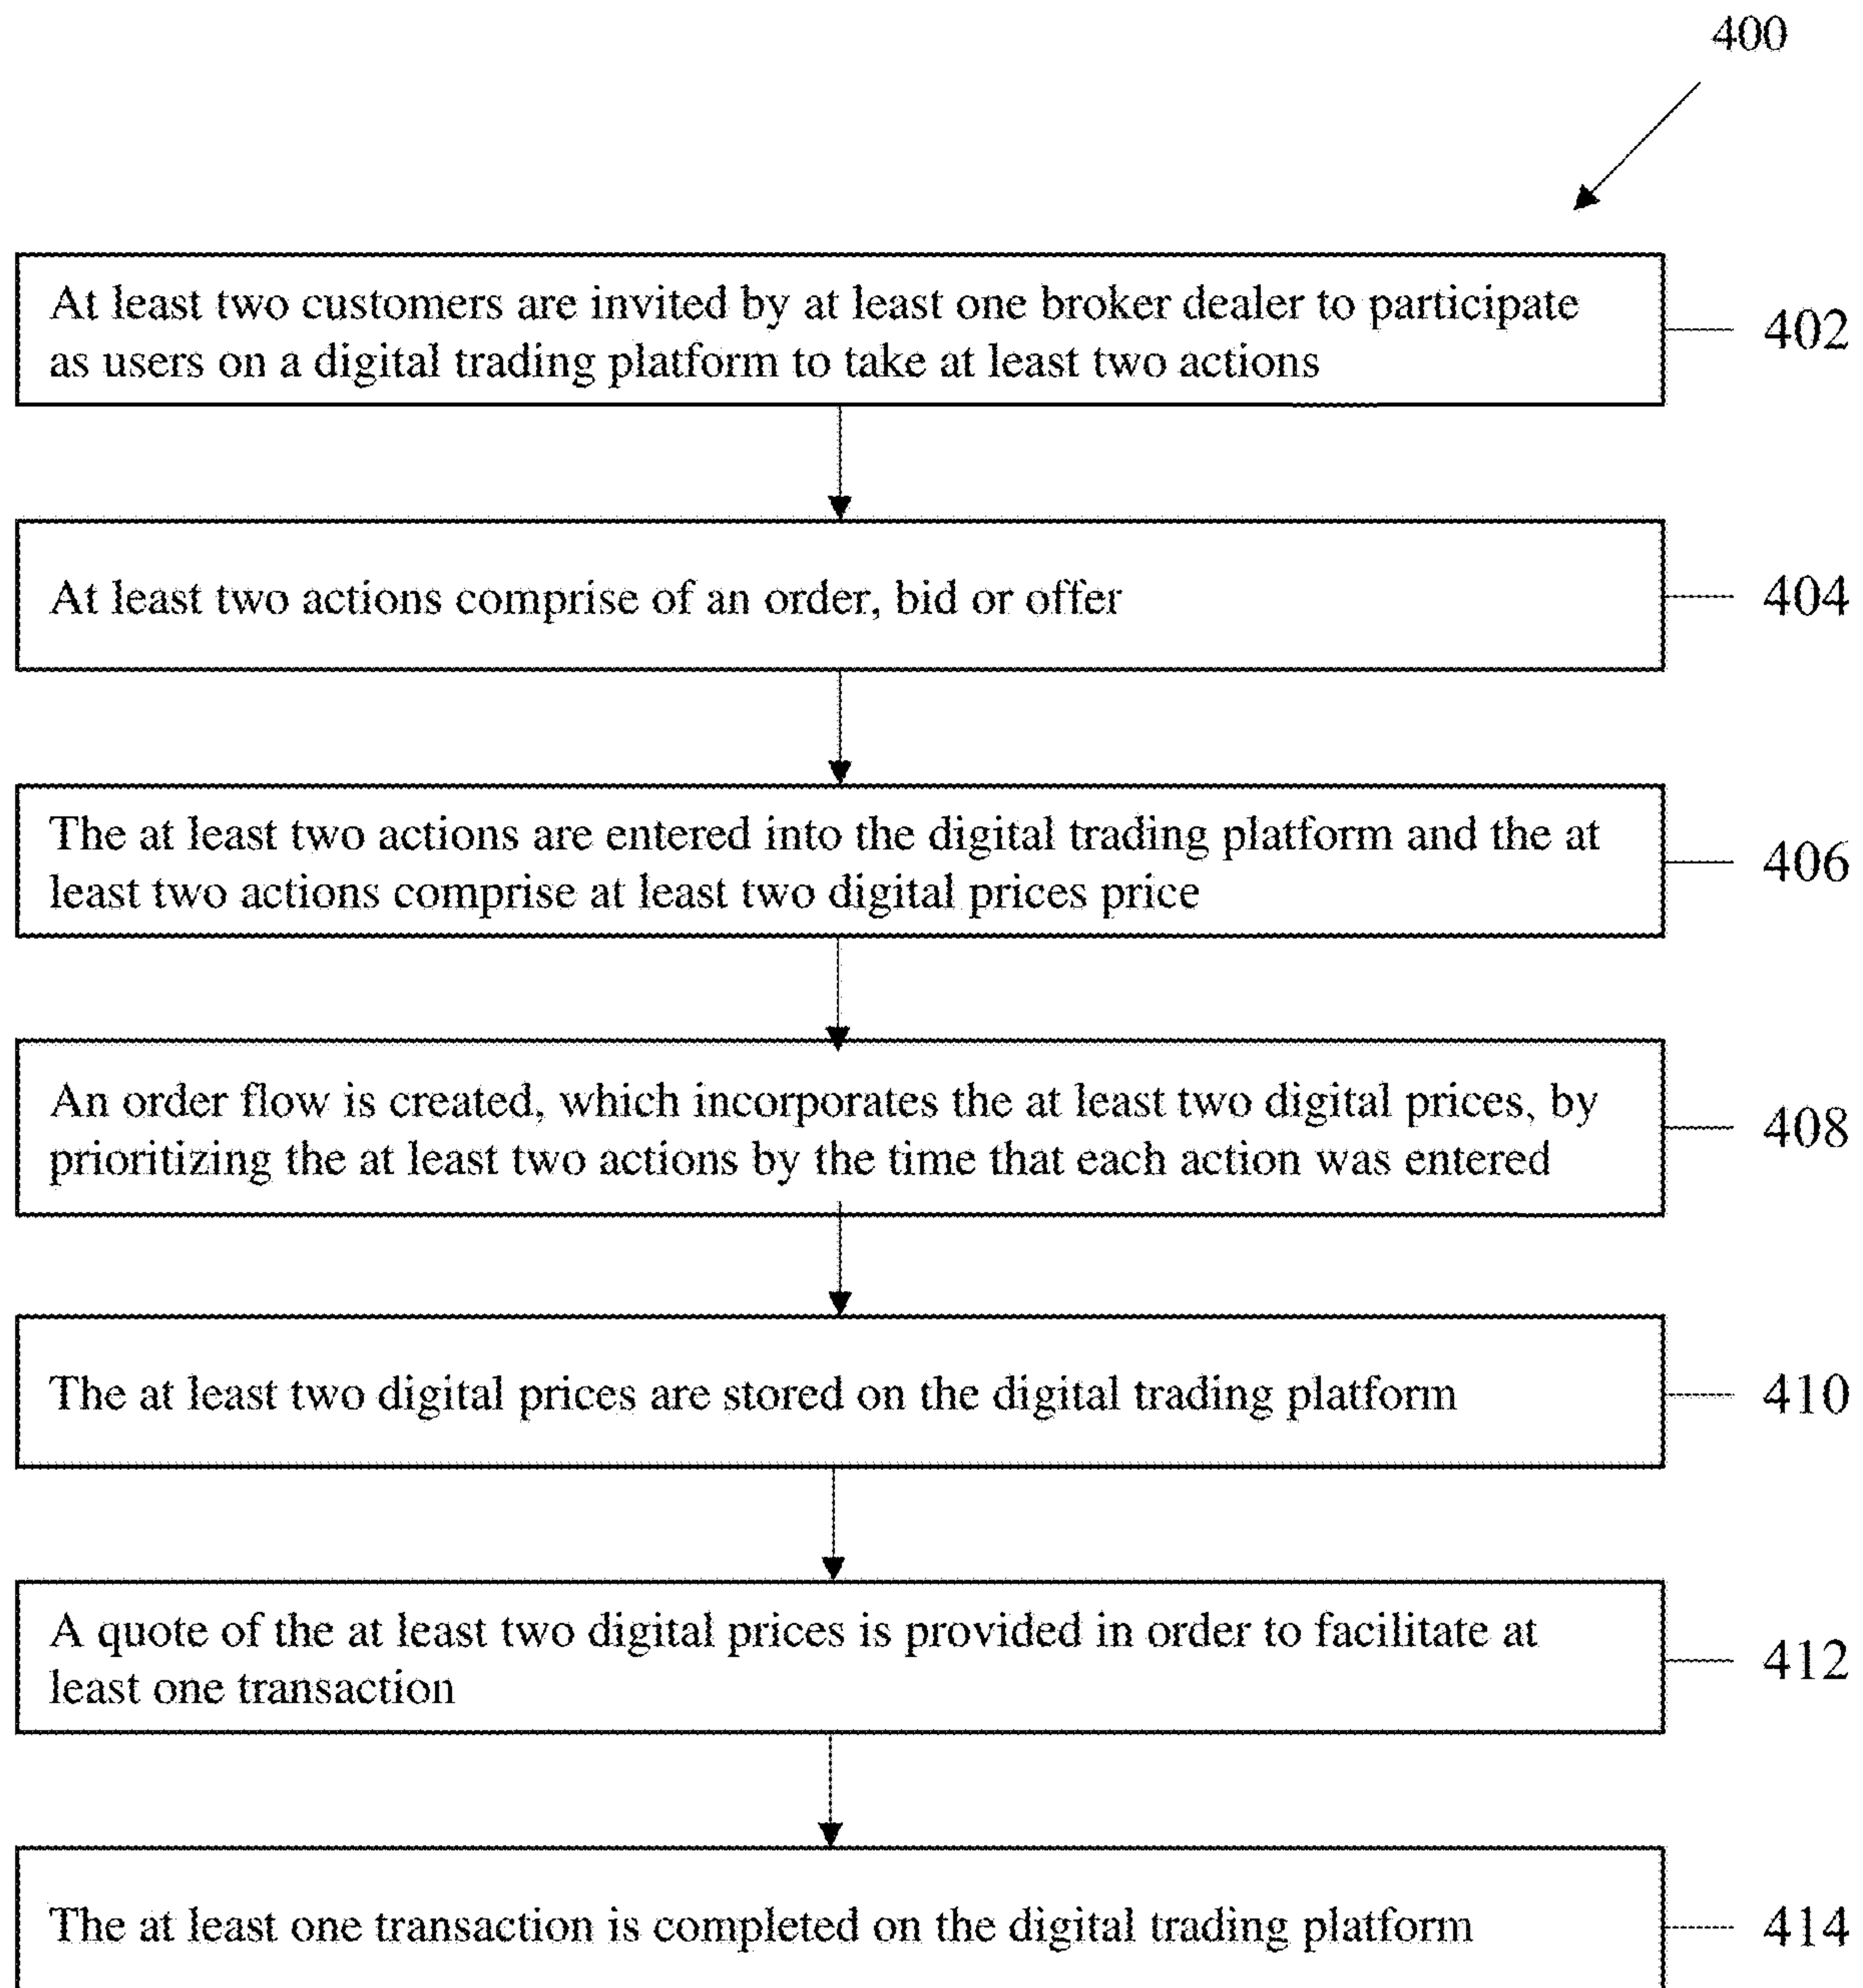 400
At least two customers are invited by at least one broker dealer to participate
as users on a digital trading platform to take at least two actions
402
At least two actions comprise of an order, bid or offer
404
The at least two actions are entered into the digital trading platform and the at
least two actions comprise at least two digital prices price
406
An order flow is created, which incorporates the at least two digital prices, by
prioritizing the at least two actions by the time that each action was entered
408
The at least two digital prices are stored on the digital trading platform
410
A quote of the at least two digital prices is provided in order to facilitate at
least one transaction
412
The at least one transaction is completed on the digital trading platform
414